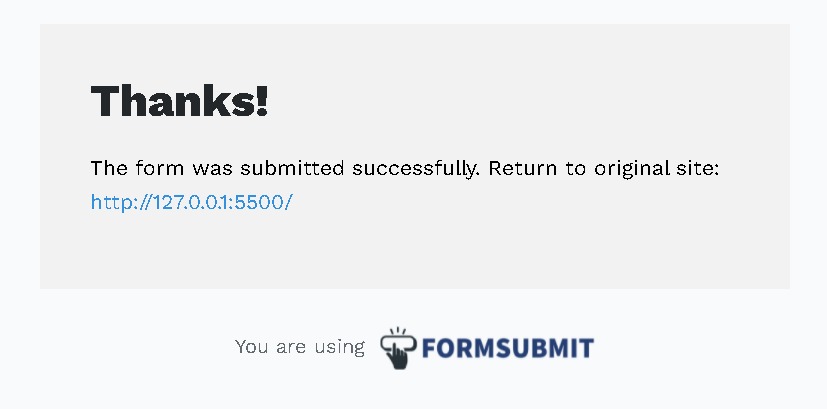 Thanks!
The form was submitted successfully. Return to original site:
http://127.0.0.1:5500/
You are using FORMSUBMIT